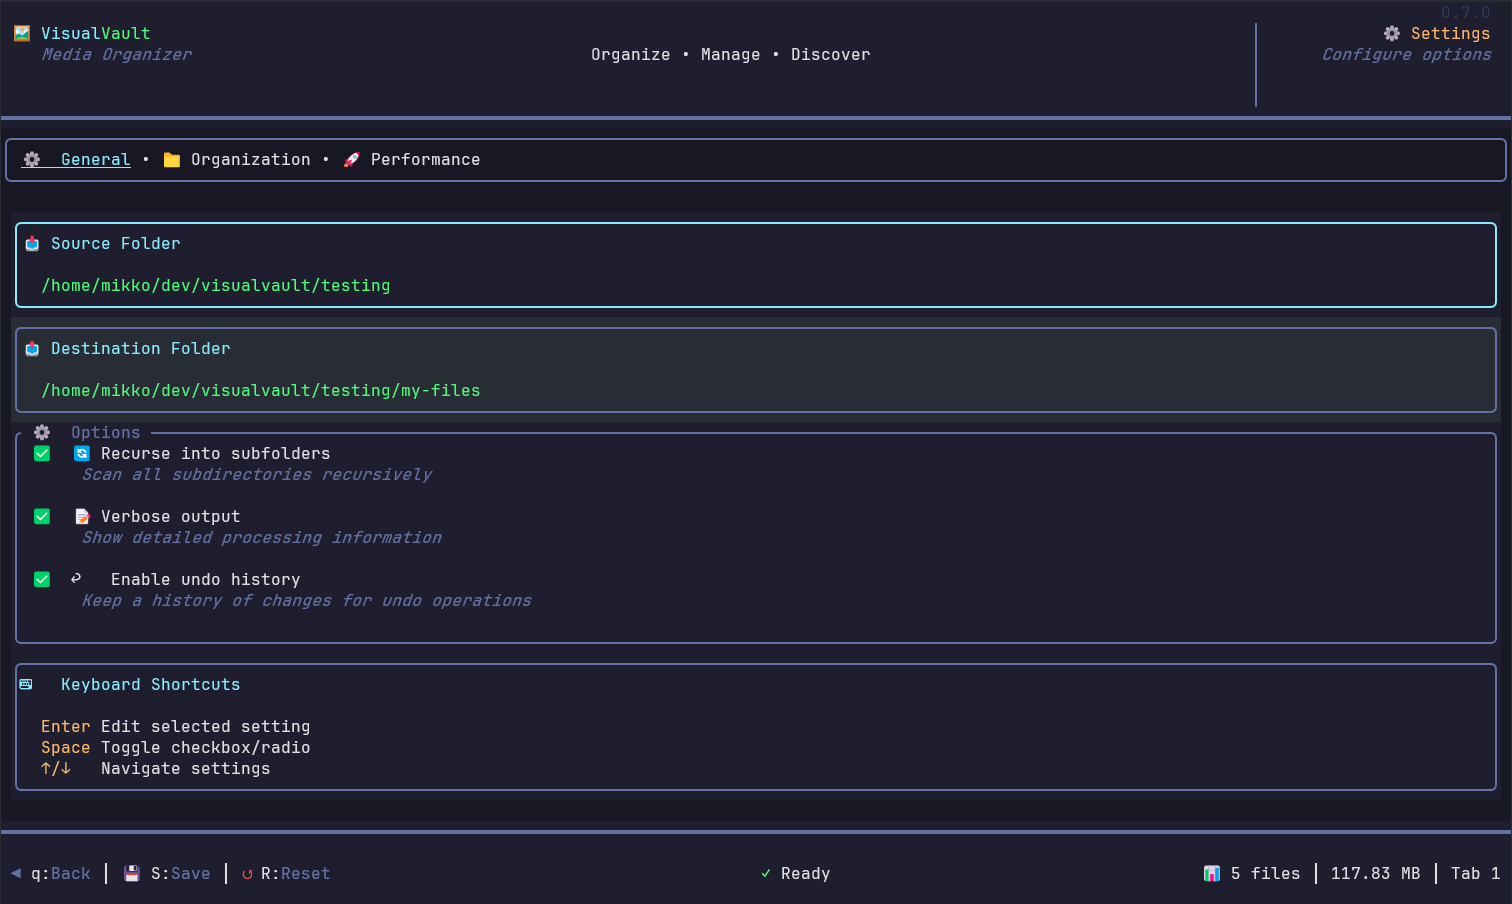 0.7.0
VisualVault
Media Organizer
Organize • Manage • Discover
Settings
Configure options
General • Organization • Performance
Source Folder
/home/mikko/dev/visualvault/testing
Destination Folder
/home/mikko/dev/visualvault/testing/my-files
Options
Recurse into subfolders
Scan all subdirectories recursively
Verbose output
Show detailed processing information
Enable undo history
Keep a history of changes for undo operations
Keyboard Shortcuts
Enter Edit selected setting
Space Toggle checkbox/radio
↑/↓ Navigate settings
◄ q:Back │ S:Save │ ↺ R:Reset
✓ Ready
5 files │ 117.83 MB │ Tab 1